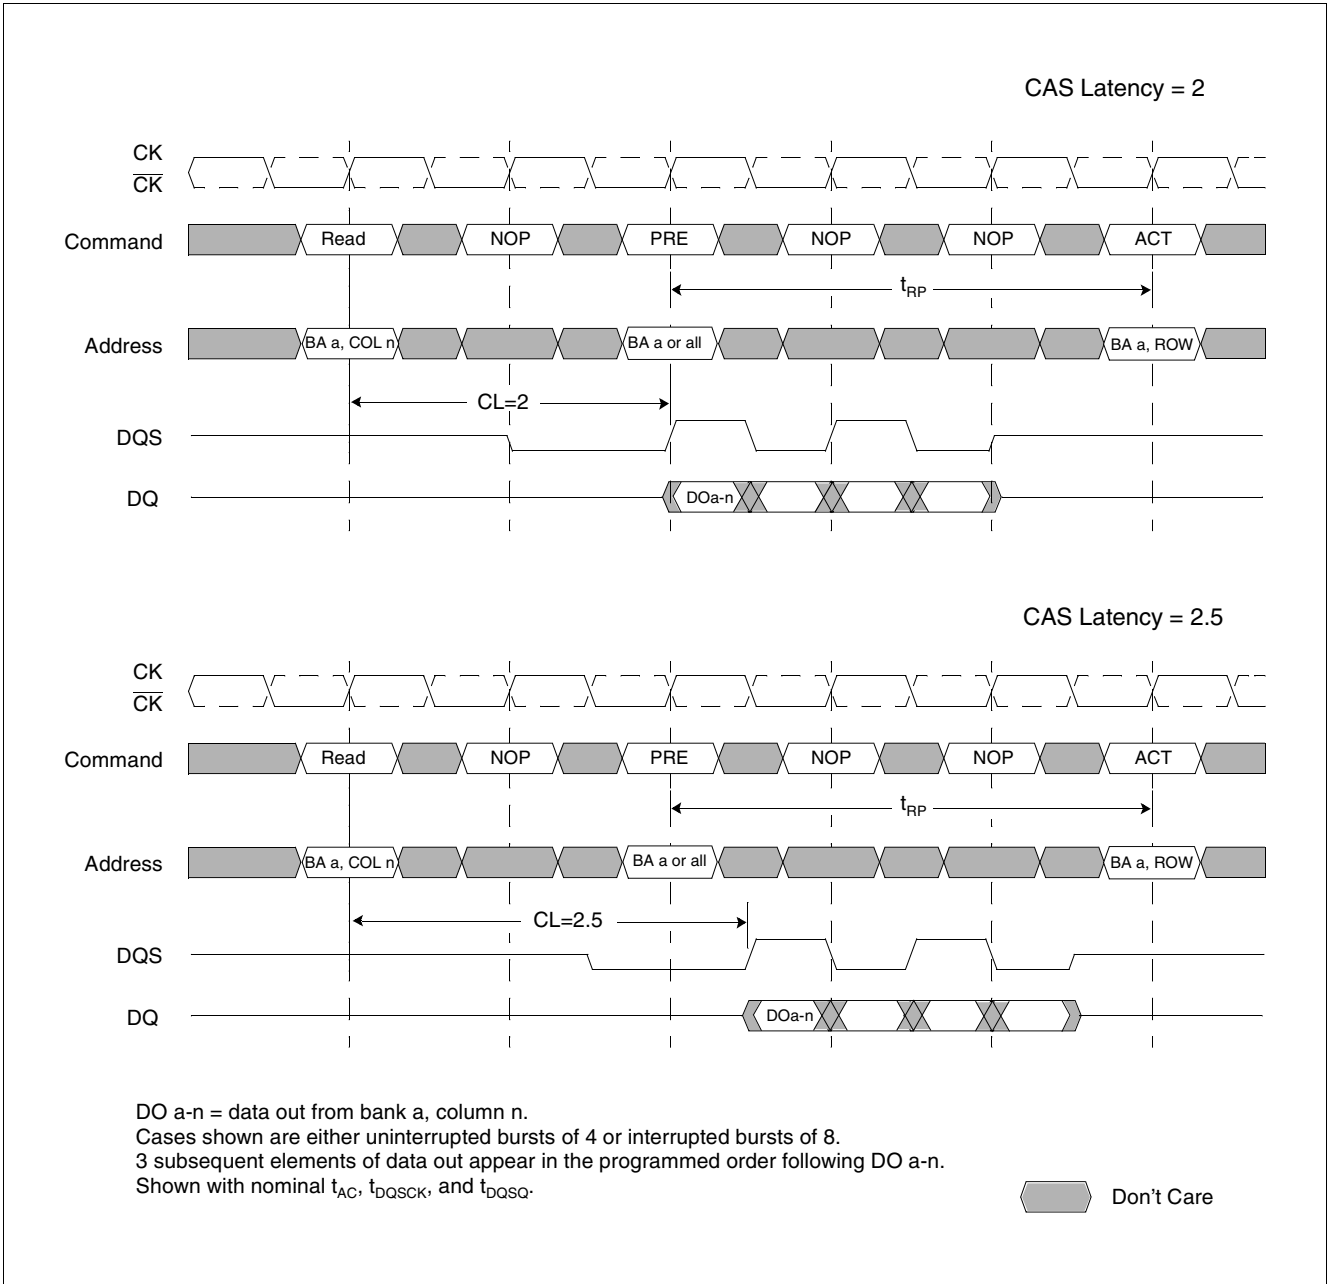 CAS Latency = 2
CK
CK
Command Read NOP PRE NOP NOP ACT
tRP
Address BA a, COL n BA a or all BA a, ROW
CL=2
DQS
DQ DOa-n
CAS Latency = 2.5
CK
CK
Command Read NOP PRE NOP NOP ACT
tRP
Address BA a, COL n BA a or all BA a, ROW
CL=2.5
DQS
DQ DOa-n
DO a-n = data out from bank a, column n.
Cases shown are either uninterrupted bursts of 4 or interrupted bursts of 8.
3 subsequent elements of data out appear in the programmed order following DO a-n.
Shown with nominal tAC, tDQSCK, and tDQSQ.
Don't Care